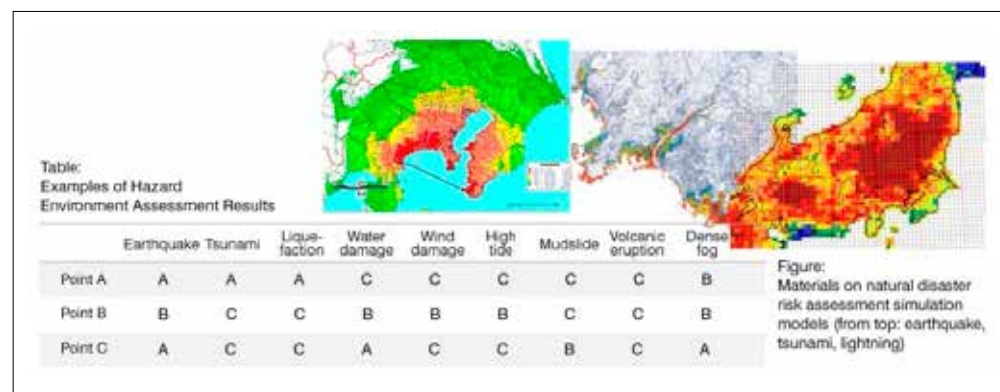 Table:
Examples of Hazard
Environment Assessment Results
Earthquake Tsunami Lique-faction Water damage Wind damage High tide Mudslide Volcanic eruption Dense fog
Point A A A A C C C C C B
Point B B C C B B B C C B
Point C A C C A C C B C A
Figure:
Materials on natural disaster
risk assessment simulation
models (from top: earthquake,
tsunami, lightning)